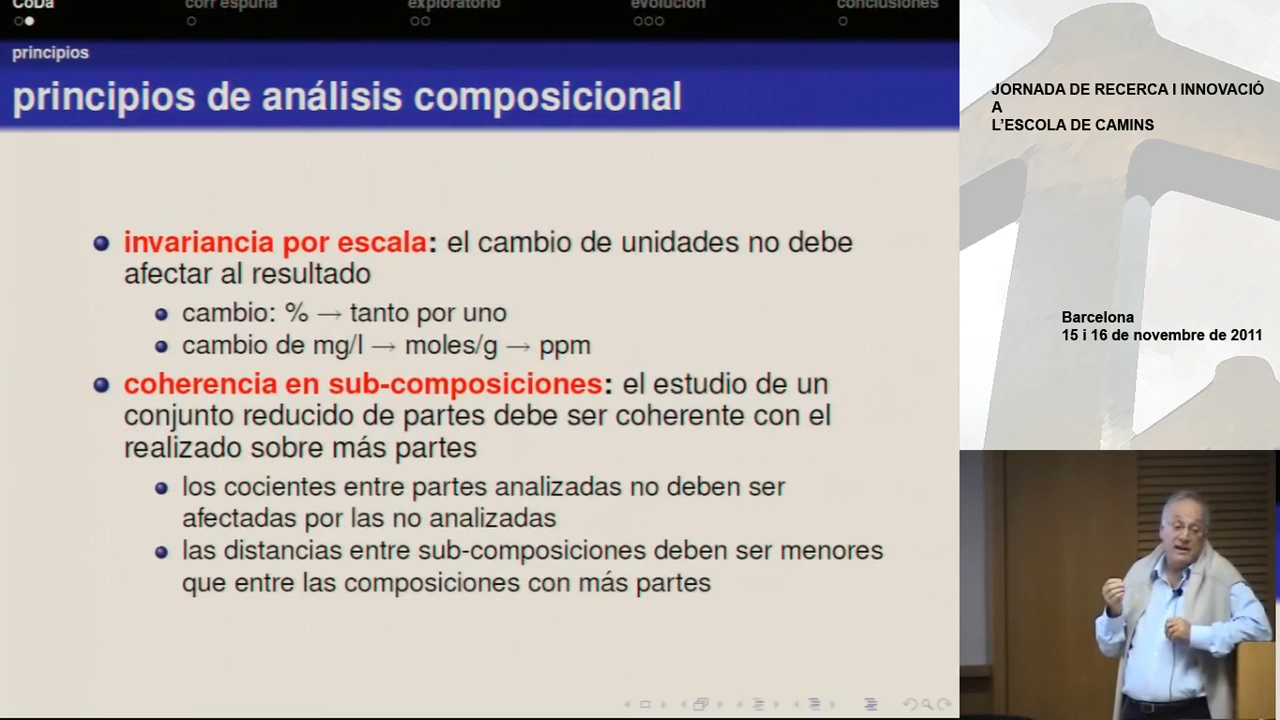 CoDa
corr espuria
exploratorio
evolución
conclusiones
principios
principios de análisis composicional
invariancia por escala: el cambio de unidades no debe
afectar al resultado
cambio: % → tanto por uno
cambio de mg/l → moles/g → ppm
coherencia en sub-composiciones: el estudio de un
conjunto reducido de partes debe ser coherente con el
realizado sobre más partes
los cocientes entre partes analizadas no deben ser
afectadas por las no analizadas
las distancias entre sub-composiciones deben ser menores
que entre las composiciones con más partes
JORNADA DE RECERCA I INNOVACIÓ
A
L'ESCOLA DE CAMINS
Barcelona
15 i 16 de novembre de 2011